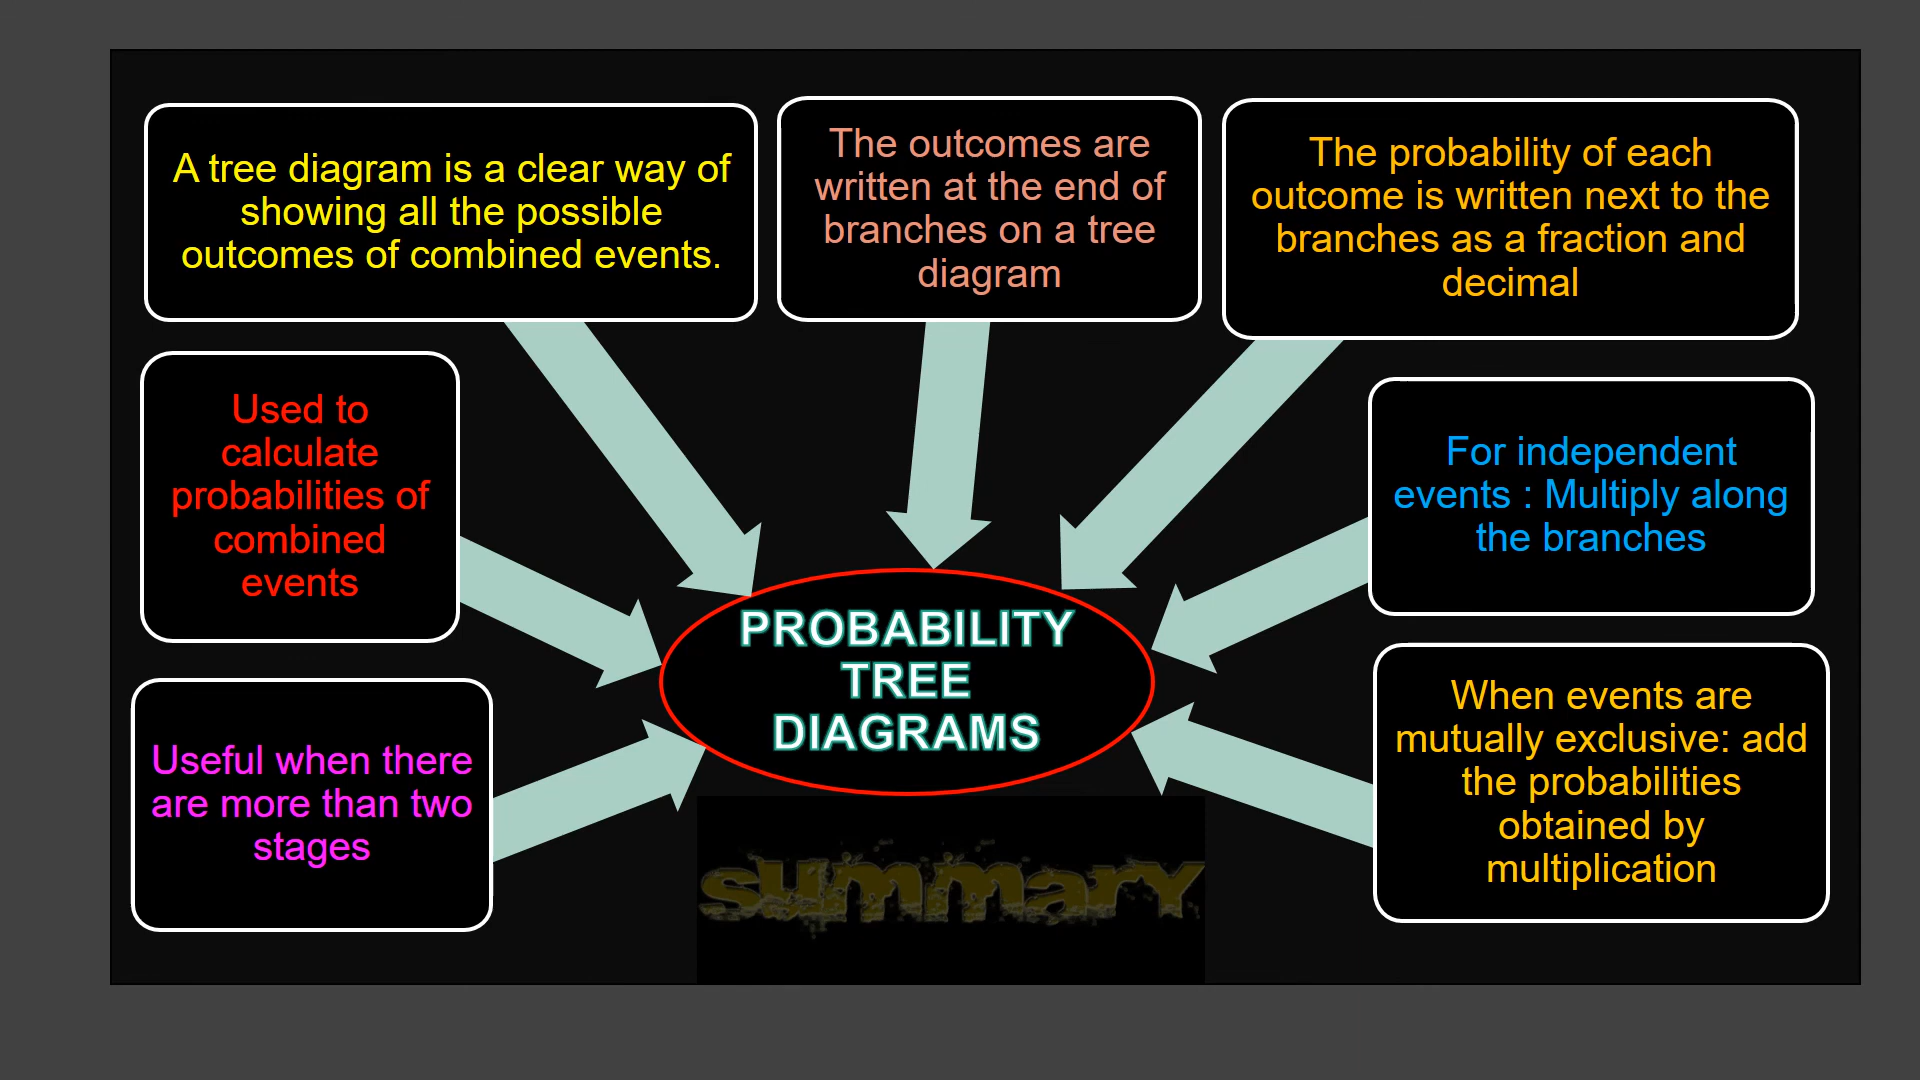 A tree diagram is a clear way of
showing all the possible
outcomes of combined events.
The outcomes are
written at the end of
branches on a tree
diagram
The probability of each
outcome is written next to the
branches as a fraction and
decimal
Used to
calculate
probabilities of
combined
events
For independent
events : Multiply along
the branches
PROBABILITY
TREE
DIAGRAMS
Useful when there
are more than two
stages
When events are
mutually exclusive: add
the probabilities
obtained by
multiplication
summary